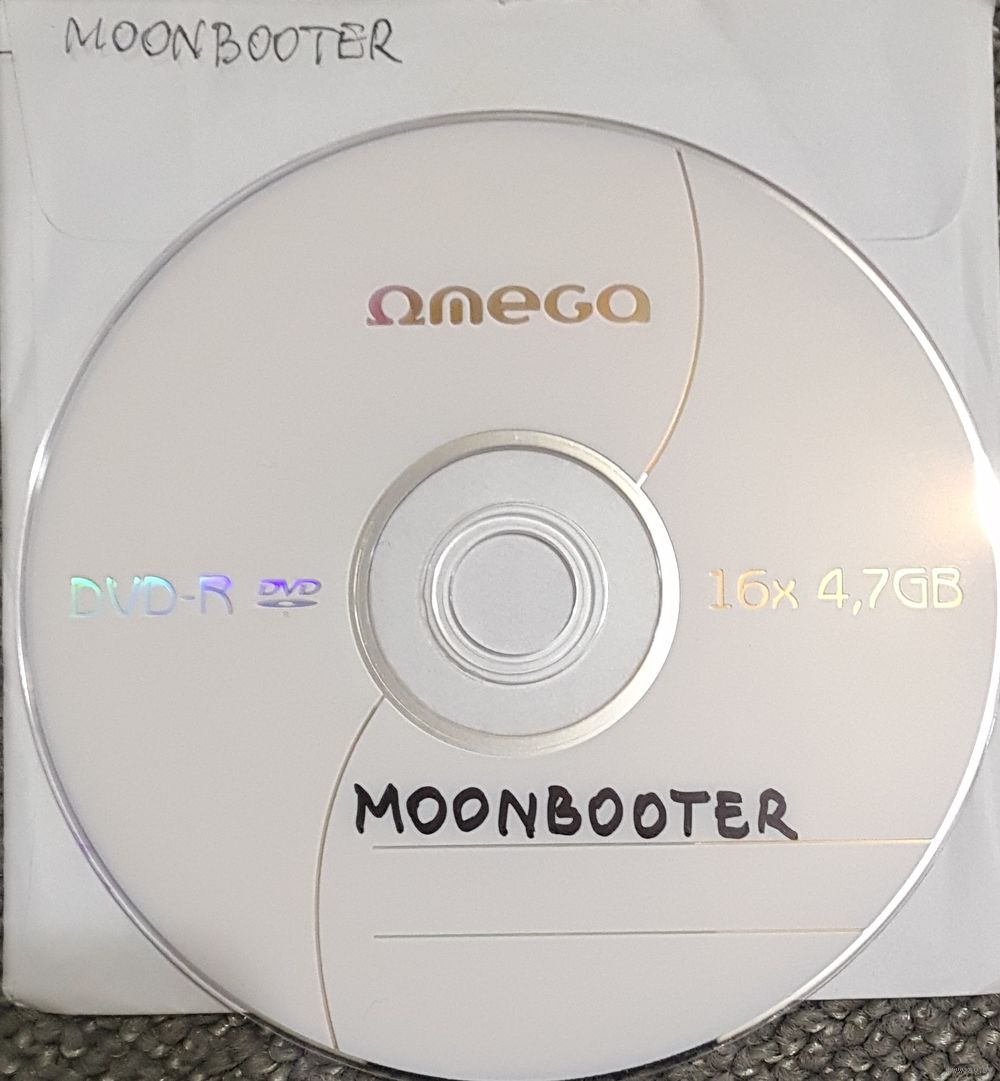 MOONBOOTER
Ωmega
DVD-R DVD 16x 4,7GB
MOONBOOTER